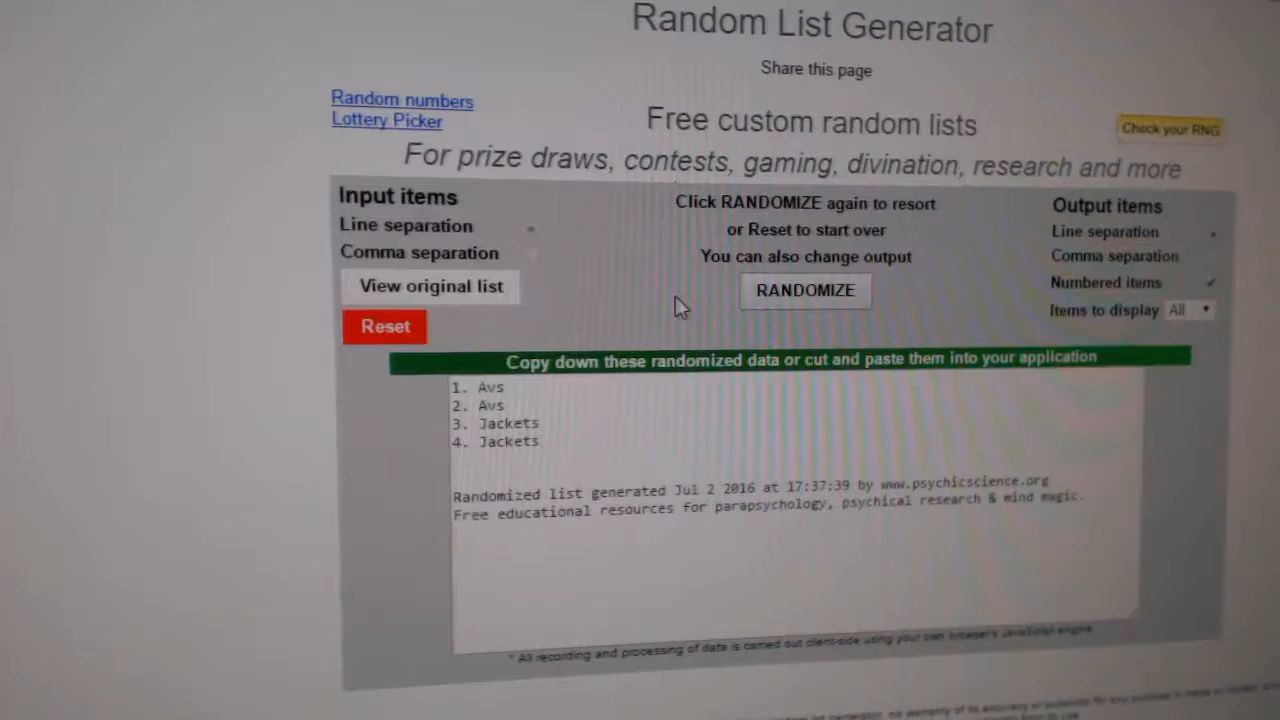 Random List Generator
Share this page
Random numbers
Lottery Picker
Free custom random lists
Check your RNG
For prize draws, contests, gaming, divination, research and more
Input items
Line separation
Comma separation
View original list
Reset
Click RANDOMIZE again to resort
or Reset to start over
You can also change output
RANDOMIZE
Output items
Line separation
Comma separation
Numbered items
Items to display All
Copy down these randomized data or cut and paste them into your application
1. Avs
2. Avs
3. Jackets
4. Jackets
Randomized list generated Jul 2 2016 at 17:37:39 by www.psychicscience.org
Free educational resources for parapsychology, psychical research & mind magic.
* All recording and processing of data is carried out client-side using your own browser's JavaScript engine